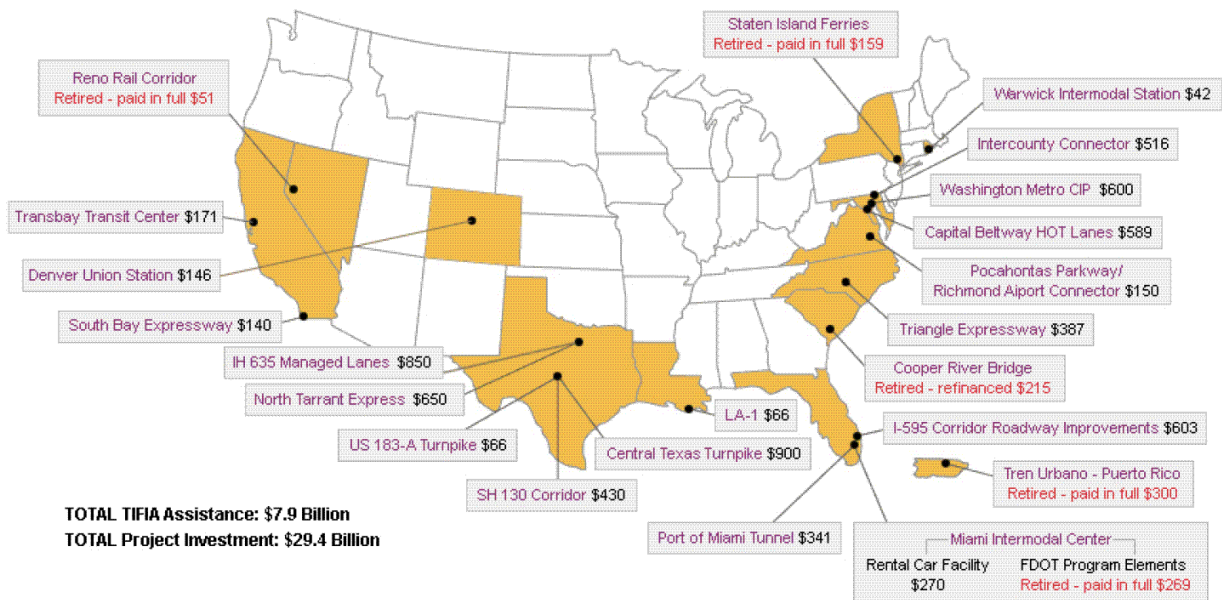 Staten Island Ferries
Retired - paid in full $159
Reno Rail Corridor
Retired - paid in full $51
Warwick Intermodal Station $42
Intercounty Connector $516
Washington Metro CIP $600
Transbay Transit Center $171
Capital Beltway HOT Lanes $589
Denver Union Station $146
Pocahontas Parkway/
Richmond Aiport Connector $150
South Bay Expressway $140
Triangle Expressway $387
IH 635 Managed Lanes $850
Cooper River Bridge
Retired - refinanced $215
North Tarrant Express $650
LA-1 $66
I-595 Corridor Roadway Improvements $603
US 183-A Turnpike $66
Central Texas Turnpike $900
Tren Urbano - Puerto Rico
Retired - paid in full $300
SH 130 Corridor $430
TOTAL TIFIA Assistance: $7.9 Billion
TOTAL Project Investment: $29.4 Billion
Port of Miami Tunnel $341
Miami Intermodal Center
Rental Car Facility
$270
FDOT Program Elements
Retired - paid in full $269